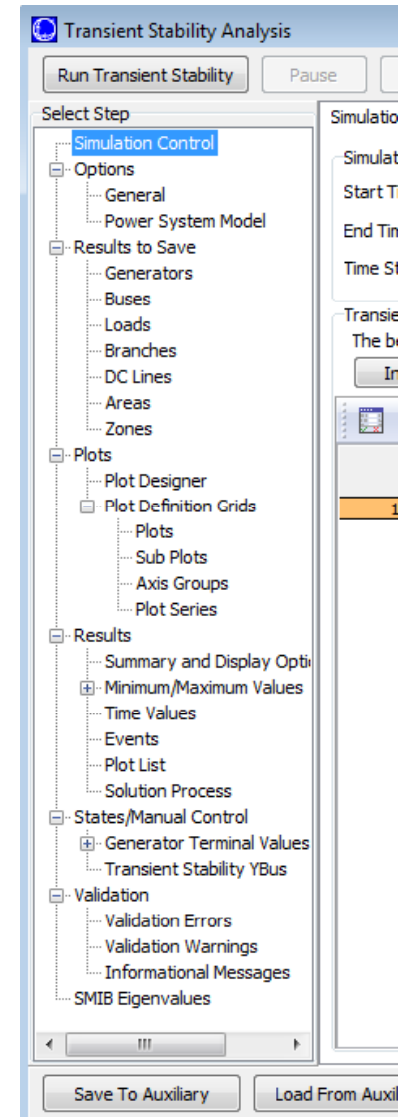 Transient Stability Analysis
Run Transient Stability
Pause
Select Step
Simulation Control
Options
General
Power System Model
Results to Save
Generators
Buses
Loads
Branches
DC Lines
Areas
Zones
Plots
Plot Designer
Plot Definition Grids
Plots
Sub Plots
Axis Groups
Plot Series
Results
Summary and Display Opti
Minimum/Maximum Values
Time Values
Events
Plot List
Solution Process
States/Manual Control
Generator Terminal Values
Transient Stability YBus
Validation
Validation Errors
Validation Warnings
Informational Messages
SMIB Eigenvalues
Simulatio
Simulat
Start Ti
End Tim
Time St
Transie
The be
In
1
Save To Auxiliary
Load From Auxil